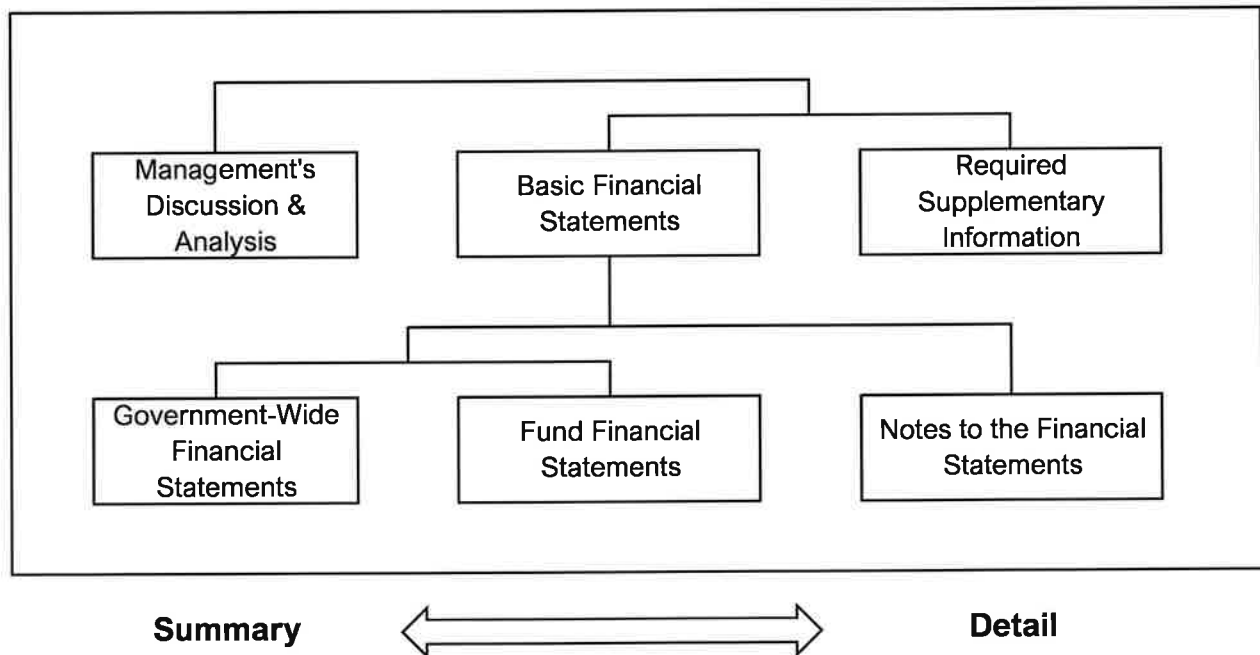 Management's
Discussion &
Analysis
Basic Financial
Statements
Required
Supplementary
Information
Government-Wide
Financial
Statements
Fund Financial
Statements
Notes to the Financial
Statements
Summary
Detail